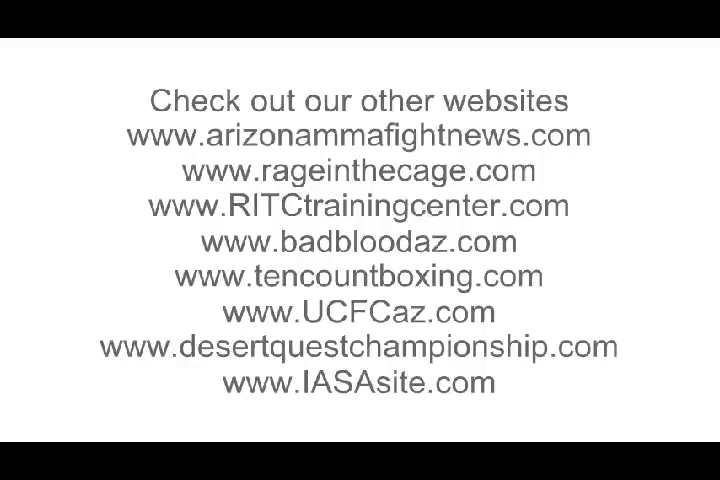 Check out our other websites
www.arizonammafightnews.com
www.rageinthecage.com
www.RITCtrainingcenter.com
www.badbloodaz.com
www.tencountboxing.com
www.UCFCaz.com
www.desertquestchampionship.com
www.IASAsite.com